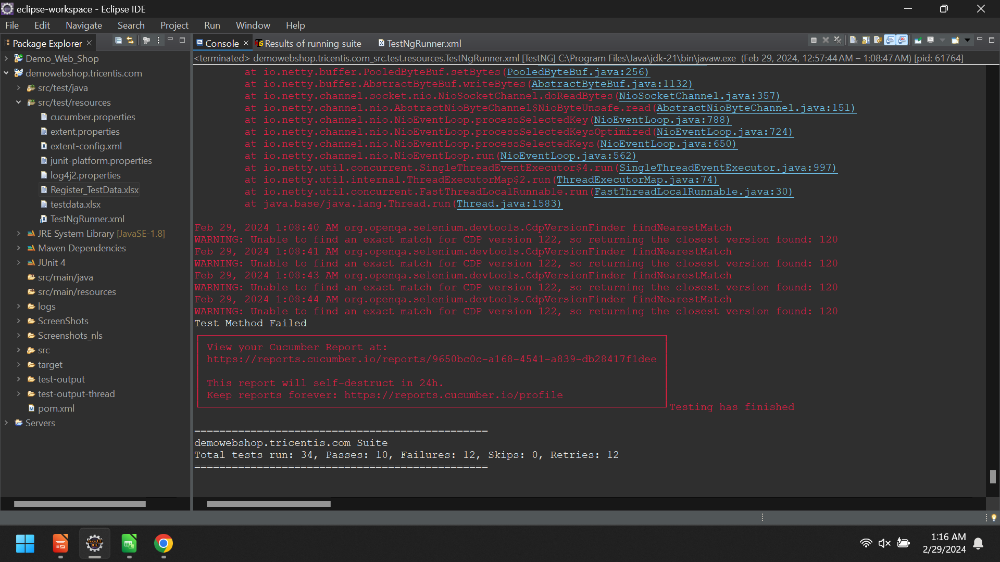 eclipse-workspace - Eclipse IDE
File Edit Navigate Search Project Run Window Help
Package Explorer
Demo_Web_Shop
demowebshop.tricentis.com
src/test/java
src/test/resources
cucumber.properties
extent.properties
extent-config.xml
junit-platform.properties
log4j2.properties
Register_TestData.xlsx
testdata.xlsx
TestNgRunner.xml
JRE System Library [JavaSE-1.8]
Maven Dependencies
JUnit 4
src/main/java
src/main/resources
logs
ScreenShots
Screenshots_nls
src
target
test-output
test-output-thread
pom.xml
Servers
Console Results of running suite TestNgRunner.xml
<terminated> demowebshop.tricentis.com_src.test.resources.TestNgRunner.xml [TestNG] C:\Program Files\Java\jdk-21\bin\javaw.exe (Feb 29, 2024, 12:57:44 AM – 1:08:47 AM) [pid: 61764]
at io.netty.buffer.PooledByteBuf.setBytes(PooledByteBuf.java:256)
at io.netty.buffer.AbstractByteBuf.writeBytes(AbstractByteBuf.java:1132)
at io.netty.channel.socket.nio.NioSocketChannel.doReadBytes(NioSocketChannel.java:357)
at io.netty.channel.nio.AbstractNioByteChannel$NioByteUnsafe.read(AbstractNioByteChannel.java:151)
at io.netty.channel.nio.NioEventLoop.processSelectedKey(NioEventLoop.java:788)
at io.netty.channel.nio.NioEventLoop.processSelectedKeysOptimized(NioEventLoop.java:724)
at io.netty.channel.nio.NioEventLoop.processSelectedKeys(NioEventLoop.java:650)
at io.netty.channel.nio.NioEventLoop.run(NioEventLoop.java:562)
at io.netty.util.concurrent.SingleThreadEventExecutor$4.run(SingleThreadEventExecutor.java:997)
at io.netty.util.internal.ThreadExecutorMap$2.run(ThreadExecutorMap.java:74)
at io.netty.util.concurrent.FastThreadLocalRunnable.run(FastThreadLocalRunnable.java:30)
at java.base/java.lang.Thread.run(Thread.java:1583)
Feb 29, 2024 1:08:40 AM org.openqa.selenium.devtools.CdpVersionFinder findNearestMatch
WARNING: Unable to find an exact match for CDP version 122, so returning the closest version found: 120
Feb 29, 2024 1:08:41 AM org.openqa.selenium.devtools.CdpVersionFinder findNearestMatch
WARNING: Unable to find an exact match for CDP version 122, so returning the closest version found: 120
Feb 29, 2024 1:08:43 AM org.openqa.selenium.devtools.CdpVersionFinder findNearestMatch
WARNING: Unable to find an exact match for CDP version 122, so returning the closest version found: 120
Feb 29, 2024 1:08:44 AM org.openqa.selenium.devtools.CdpVersionFinder findNearestMatch
WARNING: Unable to find an exact match for CDP version 122, so returning the closest version found: 120
Test Method Failed
View your Cucumber Report at:
https://reports.cucumber.io/reports/9650bc0c-a168-4541-a839-db28417f1dee
This report will self-destruct in 24h.
Keep reports forever: https://reports.cucumber.io/profile
Testing has finished
===============================================
demowebshop.tricentis.com Suite
Total tests run: 34, Passes: 10, Failures: 12, Skips: 0, Retries: 12
===============================================
1:16 AM
2/29/2024